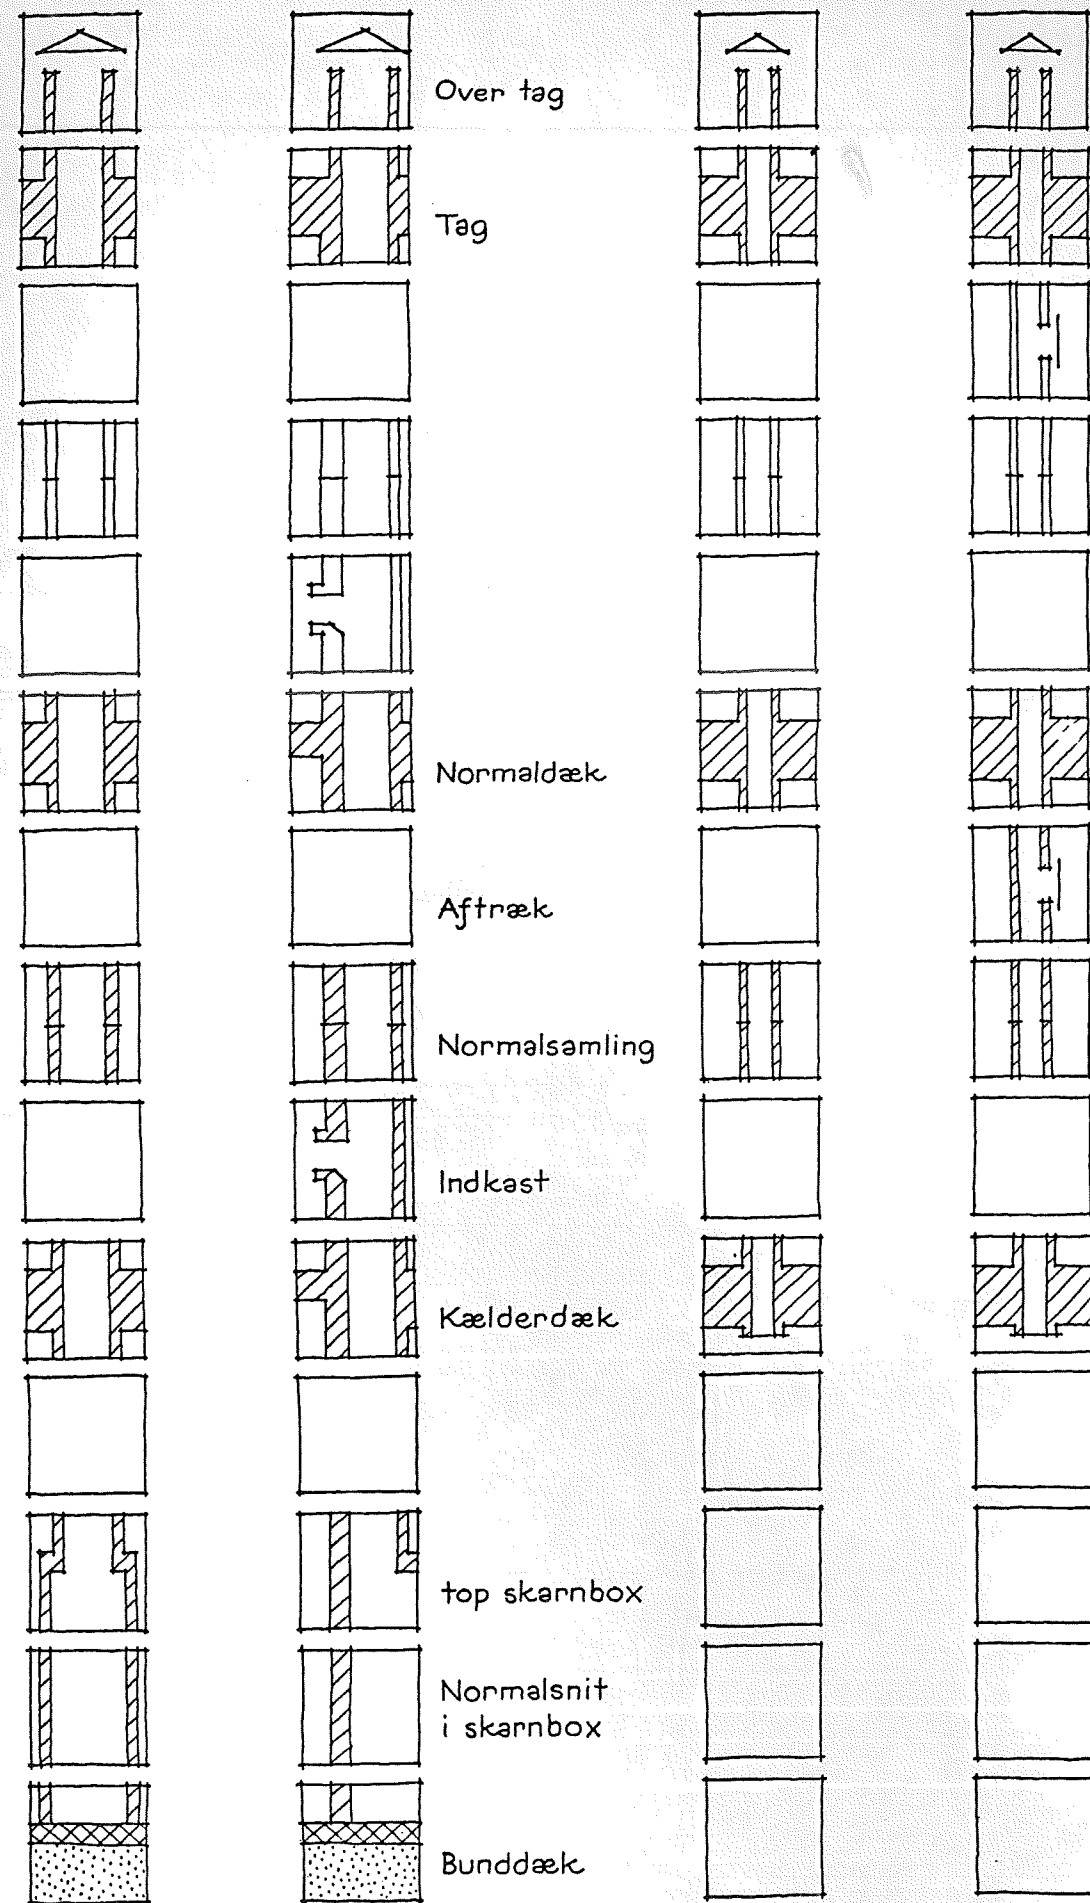 Over tag
Tag
Normaldæk
Aftræk
Normalsamling
Indkast
Kælderdæk
top skarnbox
Normalsnit
i skarnbox
Bunddæk